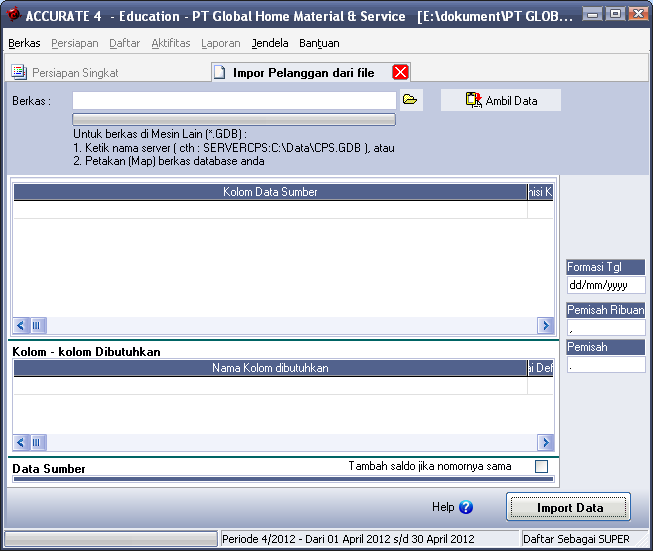 ACCURATE 4 - Education - PT Global Home Material & Service [E:\dokument\PT GLOB...
Berkas Persiapan Daftar Aktifitas Laporan Jendela Bantuan
Persiapan Singkat Impor Pelanggan dari file
Berkas : Ambil Data
Untuk berkas di Mesin Lain (*.GDB) :
1. Ketik nama server ( cth : SERVERCPS:C:\Data\CPS.GDB ), atau
2. Petakan (Map) berkas database anda
Kolom Data Sumber nisi K
Formasi Tgl
dd/mm/yyyy
Pemisah Ribuan
,
Pemisah
.
Kolom - kolom Dibutuhkan
Nama Kolom dibutuhkan ai Def
Data Sumber Tambah saldo jika nomornya sama
Help ? Import Data
Periode 4/2012 - Dari 01 April 2012 s/d 30 April 2012 Daftar Sebagai SUPER